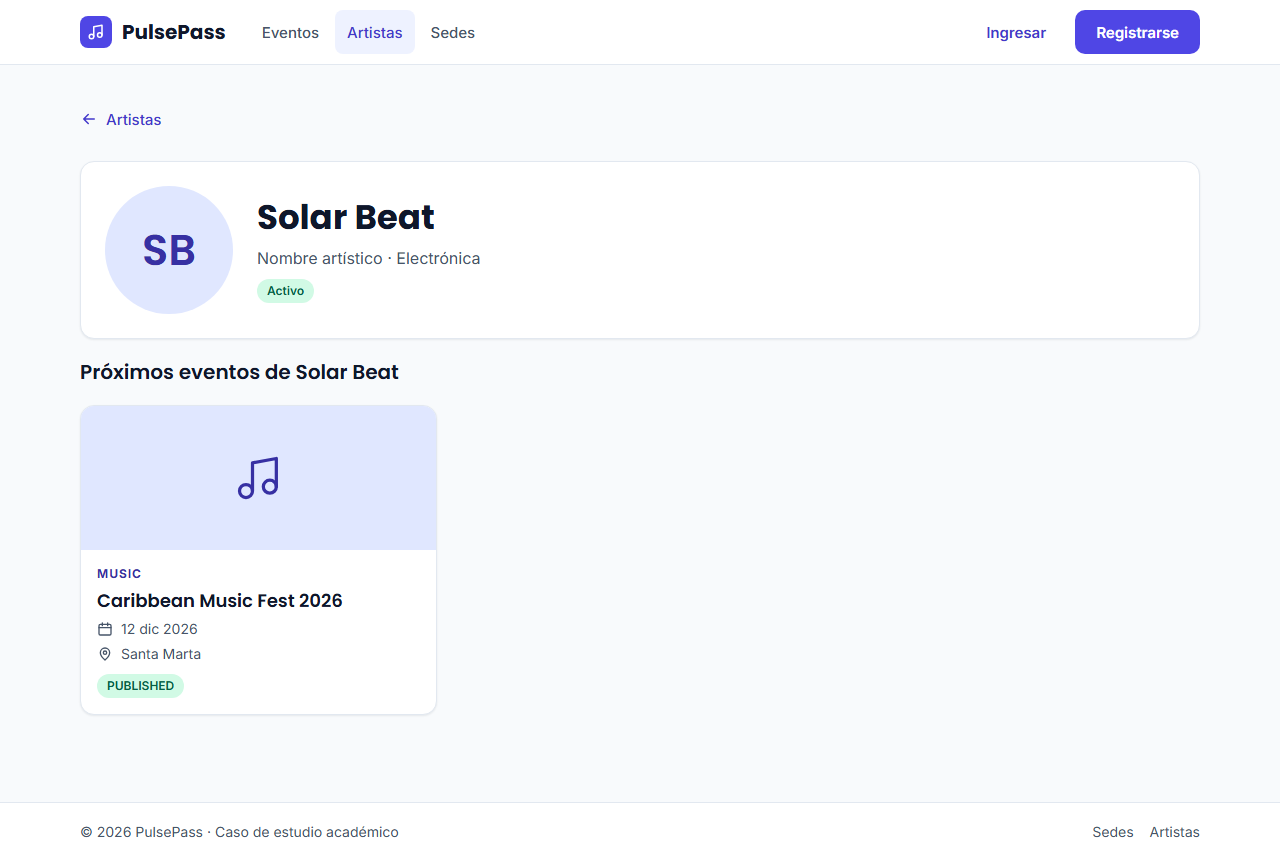 PulsePass
Eventos
Artistas
Sedes
Ingresar
Registrarse
Artistas
SB
Solar Beat
Nombre artístico · Electrónica
Activo
Próximos eventos de Solar Beat
MUSIC
Caribbean Music Fest 2026
12 dic 2026
Santa Marta
PUBLISHED
© 2026 PulsePass · Caso de estudio académico
Sedes
Artistas